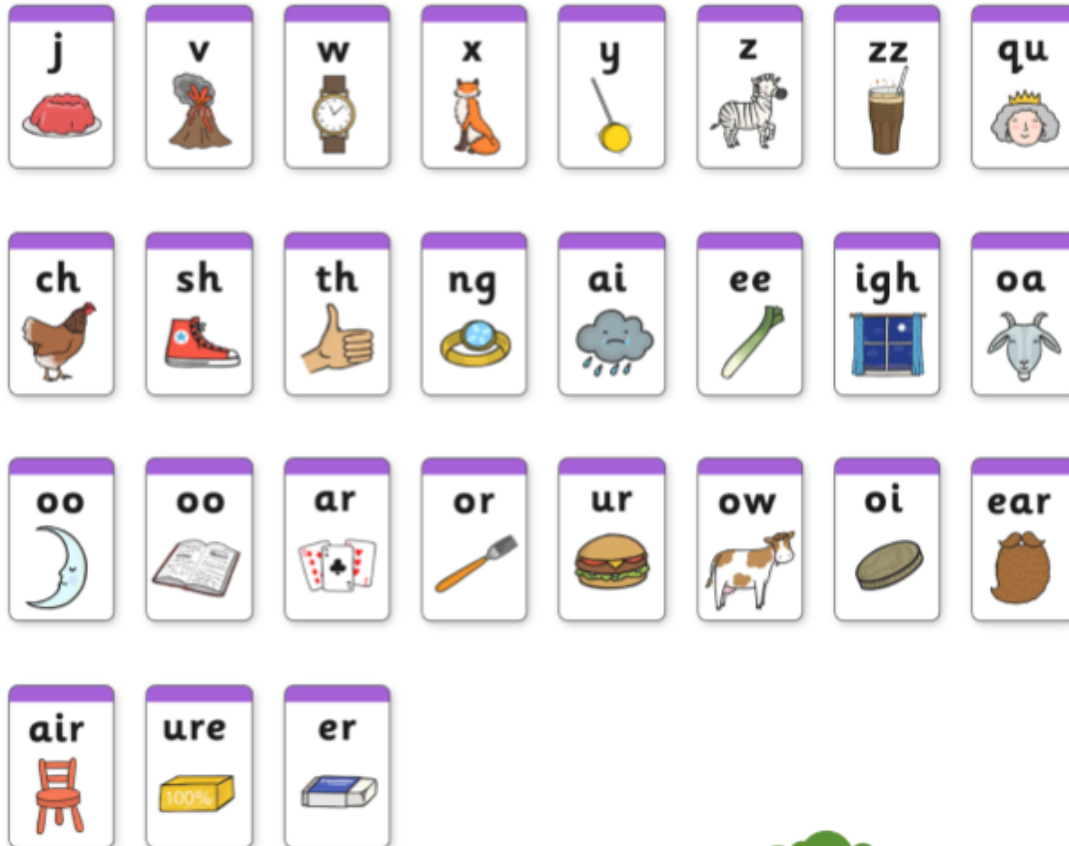 j v w x y z zz qu
ch sh th ng ai ee igh oa
oo oo ar or ur ow oi ear
air ure er
100%